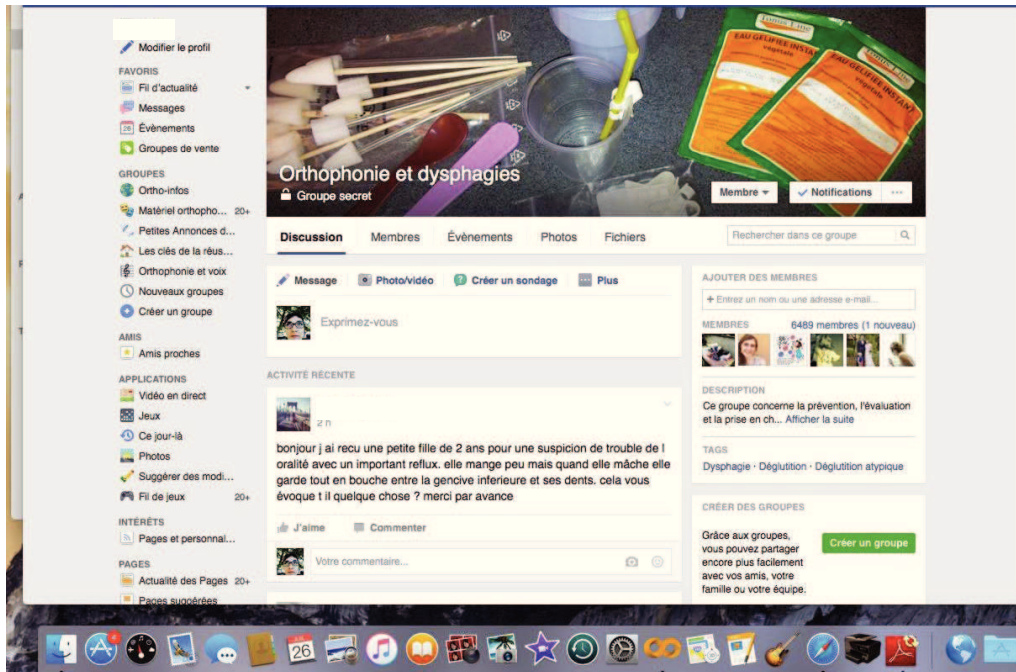 Modifier le profil
FAVORIS
Fil d'actualité
Messages
26 Évènements
Groupes de vente
GROUPES
Ortho-infos
Matériel orthopho... 20+
Petites Annonces d...
Les clés de la réus...
Orthophonie et voix
Nouveaux groupes
Créer un groupe
AMIS
Amis proches
APPLICATIONS
Vidéo en direct
Jeux
Ce jour-là
Photos
Suggérer des modi...
Fil de jeux 20+
INTÉRÊTS
Pages et personnal...
PAGES
Actualité des Pages 20+
Pages suggérées
EAU GELIFIEE INSTANT
végétale
EAU GELIFIEE INSTANT
végétale
Orthophonie et dysphagies
Groupe secret
Membre
Notifications
Discussion Membres Évènements Photos Fichiers
Rechercher dans ce groupe
Message Photo/vidéo Créer un sondage Plus
Exprimez-vous
ACTIVITÉ RÉCENTE
bonjour j ai recu une petite fille de 2 ans pour une suspicion de trouble de l
oralité avec un important reflux. elle mange peu mais quand elle mâche elle
garde tout en bouche entre la gencive inferieure et ses dents. cela vous
évoque t il quelque chose ? merci par avance
J'aime Commenter
Votre commentaire...
AJOUTER DES MEMBRES
+ Entrez un nom ou une adresse e-mail...
MEMBRES 6489 membres (1 nouveau)
DESCRIPTION
Ce groupe concerne la prévention, l'évaluation
et la prise en ch... Afficher la suite
TAGS
Dysphagie · Déglutition · Déglutition atypique
CRÉER DES GROUPES
Grâce aux groupes,
vous pouvez partager
encore plus facilement
avec vos amis, votre
famille ou votre équipe.
Créer un groupe
26